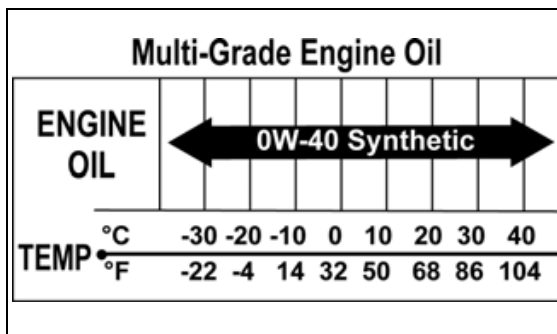 Multi-Grade Engine Oil
ENGINE
OIL
0W-40 Synthetic
°C -30 -20 -10 0 10 20 30 40
TEMP
°F -22 -4 14 32 50 68 86 104